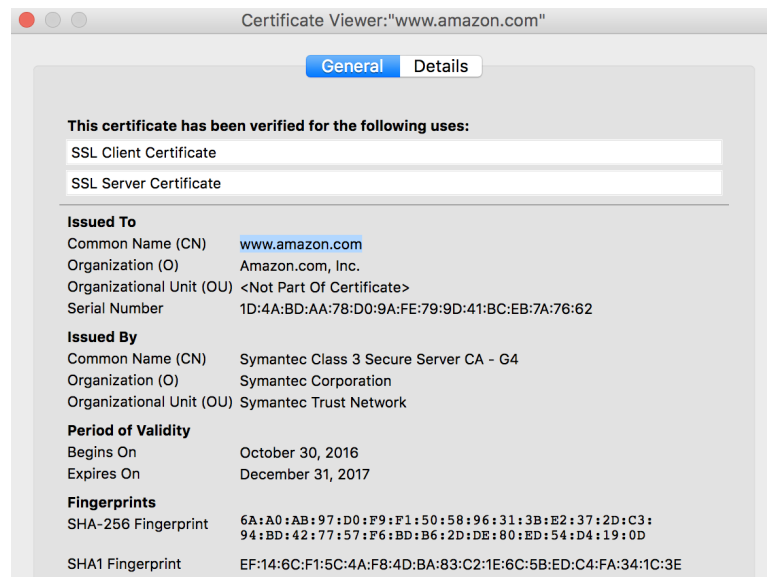 Certificate Viewer:"www.amazon.com"
General Details
This certificate has been verified for the following uses:
SSL Client Certificate
SSL Server Certificate
Issued To
Common Name (CN) www.amazon.com
Organization (O) Amazon.com, Inc.
Organizational Unit (OU) <Not Part Of Certificate>
Serial Number 1D:4A:BD:AA:78:D0:9A:FE:79:9D:41:BC:EB:7A:76:62
Issued By
Common Name (CN) Symantec Class 3 Secure Server CA - G4
Organization (O) Symantec Corporation
Organizational Unit (OU) Symantec Trust Network
Period of Validity
Begins On October 30, 2016
Expires On December 31, 2017
Fingerprints
SHA-256 Fingerprint 6A:A0:AB:97:D0:F9:F1:50:58:96:31:3B:E2:37:2D:C3:
94:BD:42:77:57:F6:BD:B6:2D:DE:80:ED:54:D4:19:0D
SHA1 Fingerprint EF:14:6C:F1:5C:4A:F8:4D:BA:83:C2:1E:6C:5B:ED:C4:FA:34:1C:3E